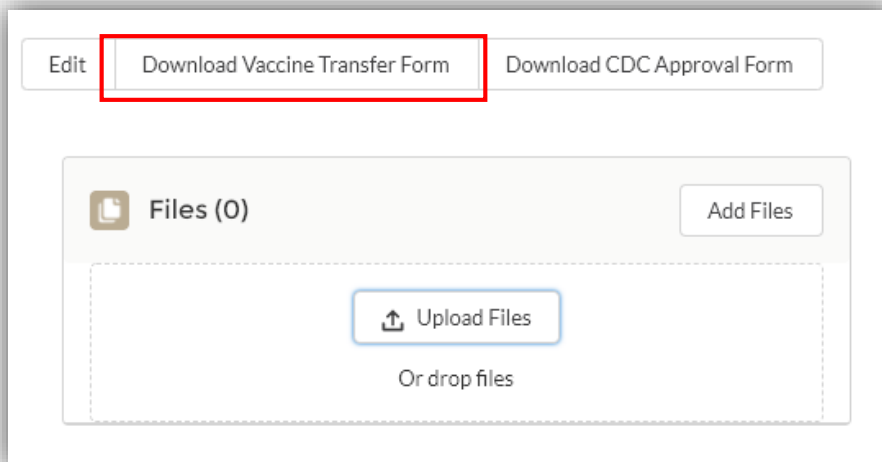 Edit Download Vaccine Transfer Form Download CDC Approval Form
Files (0) Add Files
Upload Files
Or drop files